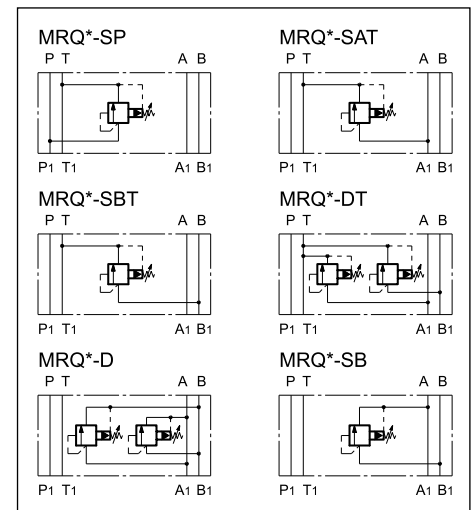 MRQ*-SP
P T A B
P1 T1 A1 B1
MRQ*-SAT
P T A B
P1 T1 A1 B1
MRQ*-SBT
P T A B
P1 T1 A1 B1
MRQ*-DT
P T A B
P1 T1 A1 B1
MRQ*-D
P T A B
P1 T1 A1 B1
MRQ*-SB
P T A B
P1 T1 A1 B1